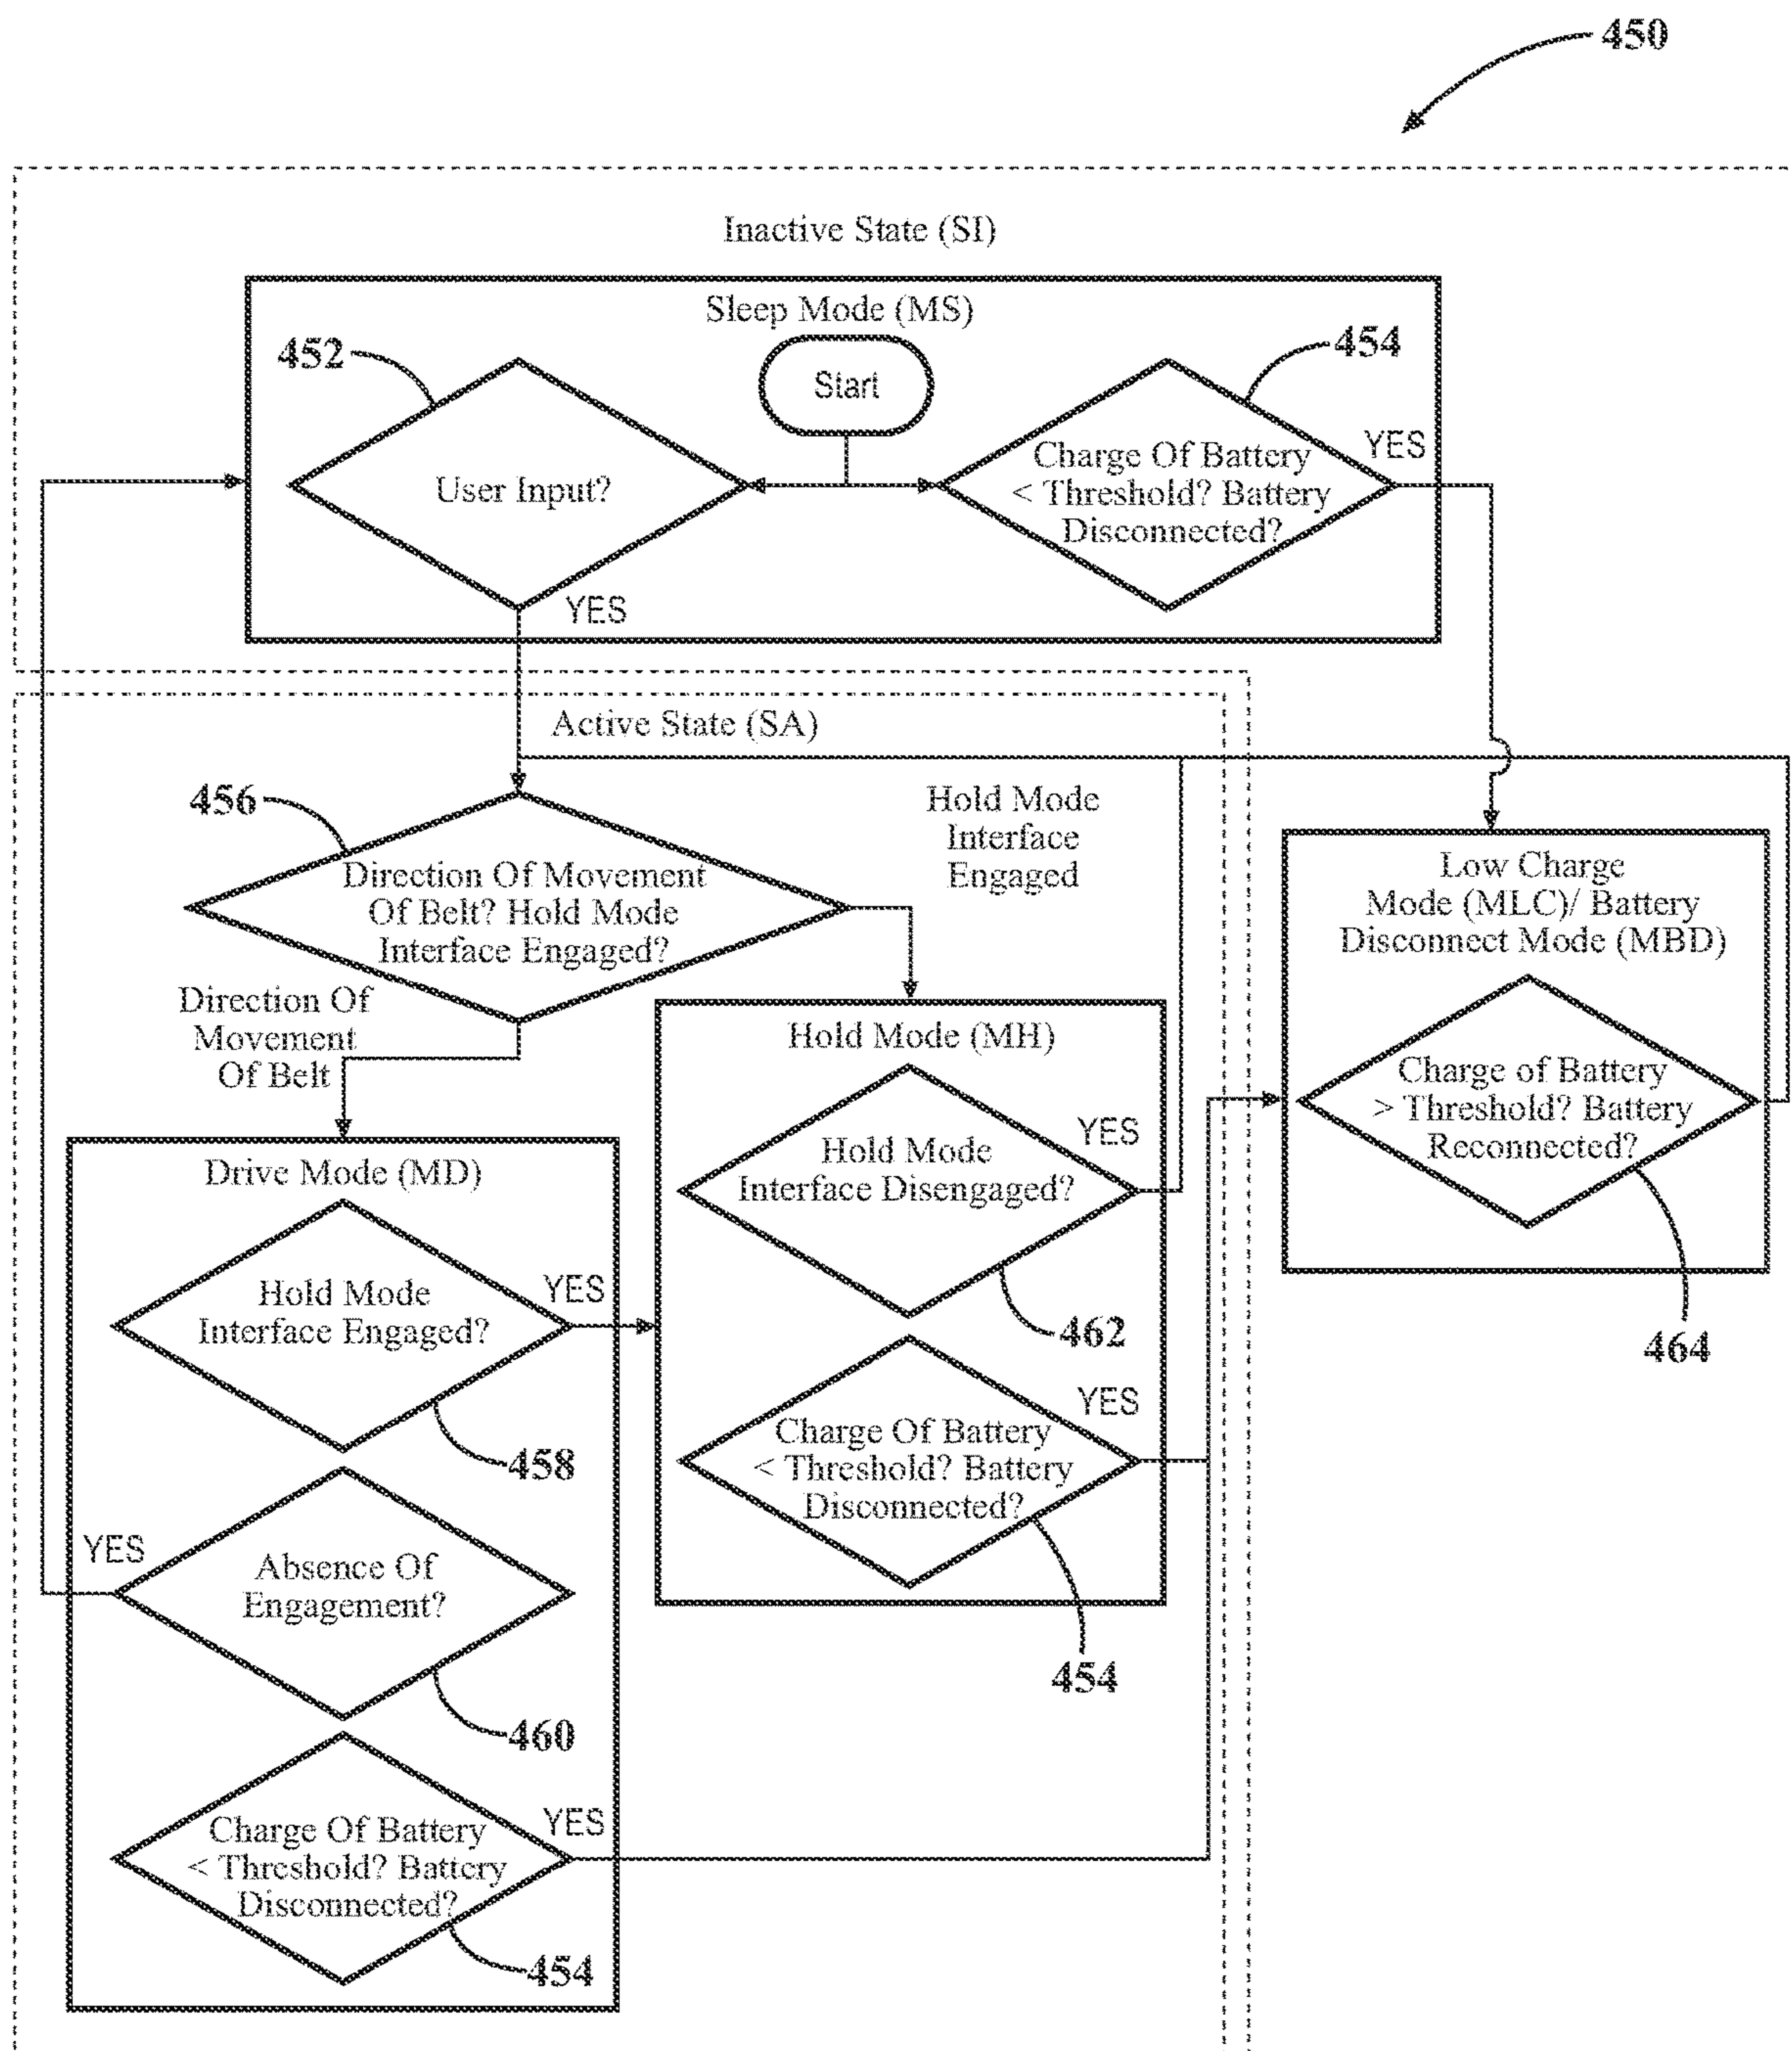 450
Inactive State (SI)
Sleep Mode (MS)
452
Start
454
User Input?
YES
Charge Of Battery
< Threshold? Battery
Disconnected?
YES
Active State (SA)
456
Direction Of Movement
Of Belt? Hold Mode
Interface Engaged?
Hold Mode
Interface
Engaged
Direction Of
Movement
Of Belt
Low Charge
Mode (MLC)/ Battery
Disconnect Mode (MBD)
Charge of Battery
> Threshold? Battery
Reconnected?
464
Hold Mode (MH)
Hold Mode
Interface Disengaged?
YES
462
Charge Of Battery
< Threshold? Battery
Disconnected?
YES
454
Drive Mode (MD)
Hold Mode
Interface Engaged?
YES
458
YES
Absence Of
Engagement?
460
Charge Of Battery
< Threshold? Battery
Disconnected?
YES
454